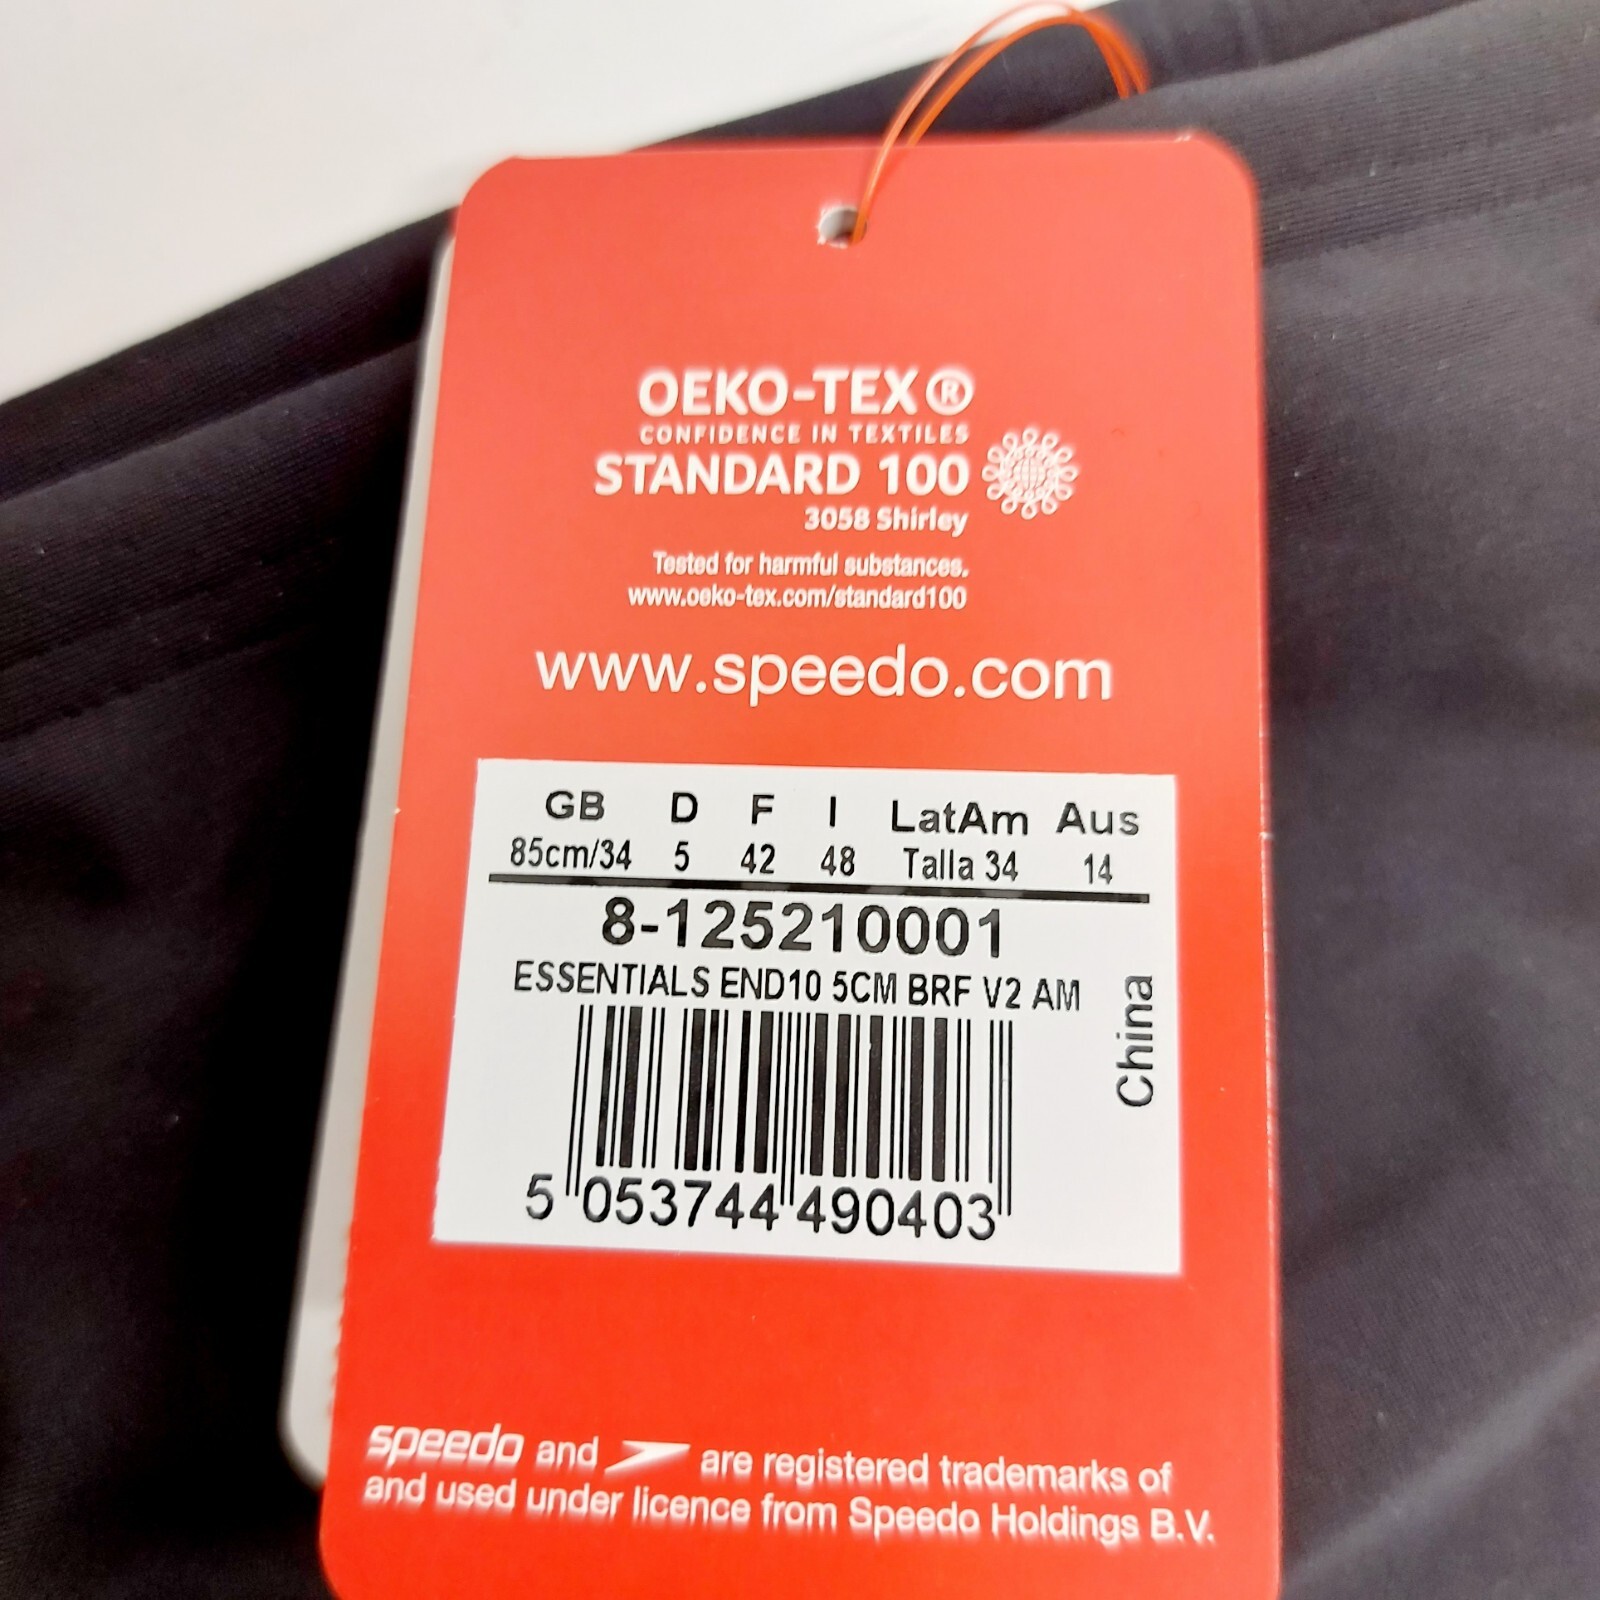 OEKO-TEX®
CONFIDENCE IN TEXTILES
STANDARD 100
3058 Shirley
Tested for harmful substances.
www.oeko-tex.com/standard100
www.speedo.com
GB D F I LatAm Aus
85cm/34 5 42 48 Talla 34 14
8-125210001
ESSENTIALS END10 5CM BRF V2 AM
China
5 053744 490403
speedo and are registered trademarks of
and used under licence from Speedo Holdings B.V.